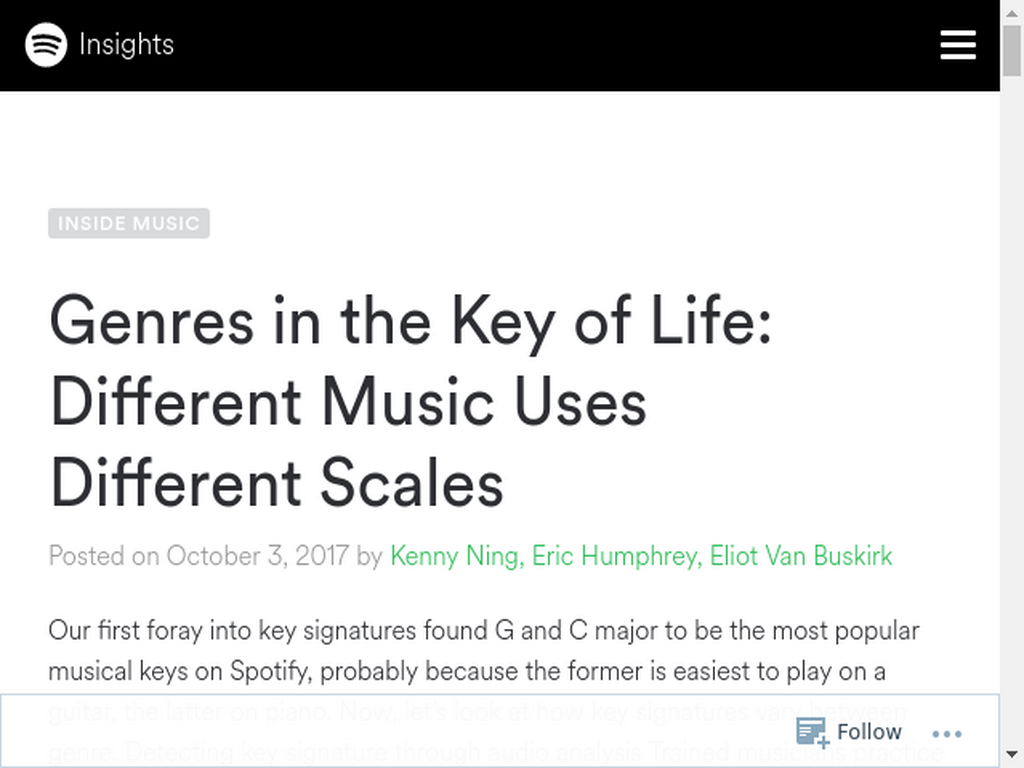 Insights
INSIDE MUSIC
Genres in the Key of Life:
Different Music Uses
Different Scales
Posted on October 3, 2017 by Kenny Ning, Eric Humphrey, Eliot Van Buskirk
Our first foray into key signatures found G and C major to be the most popular
musical keys on Spotify, probably because the former is easiest to play on a
guitar, the latter on piano. Now, let's look at how key signatures vary between
genre. Detecting key signature through audio analysis Trained musicians practice
Follow